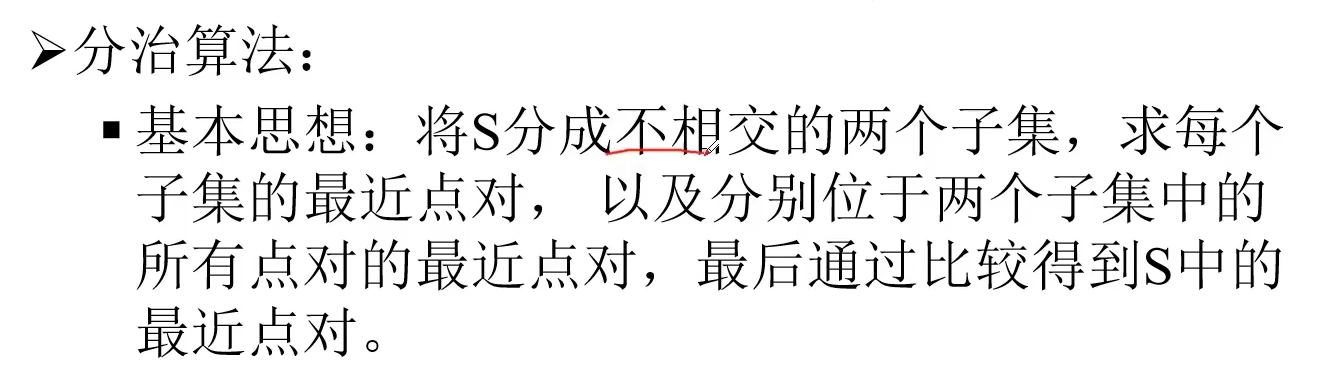 ➢分治算法：
▪基本思想：将S分成不相交的两个子集，求每个
子集的最近点对， 以及分别位于两个子集中的
所有点对的最近点对，最后通过比较得到S中的
最近点对。